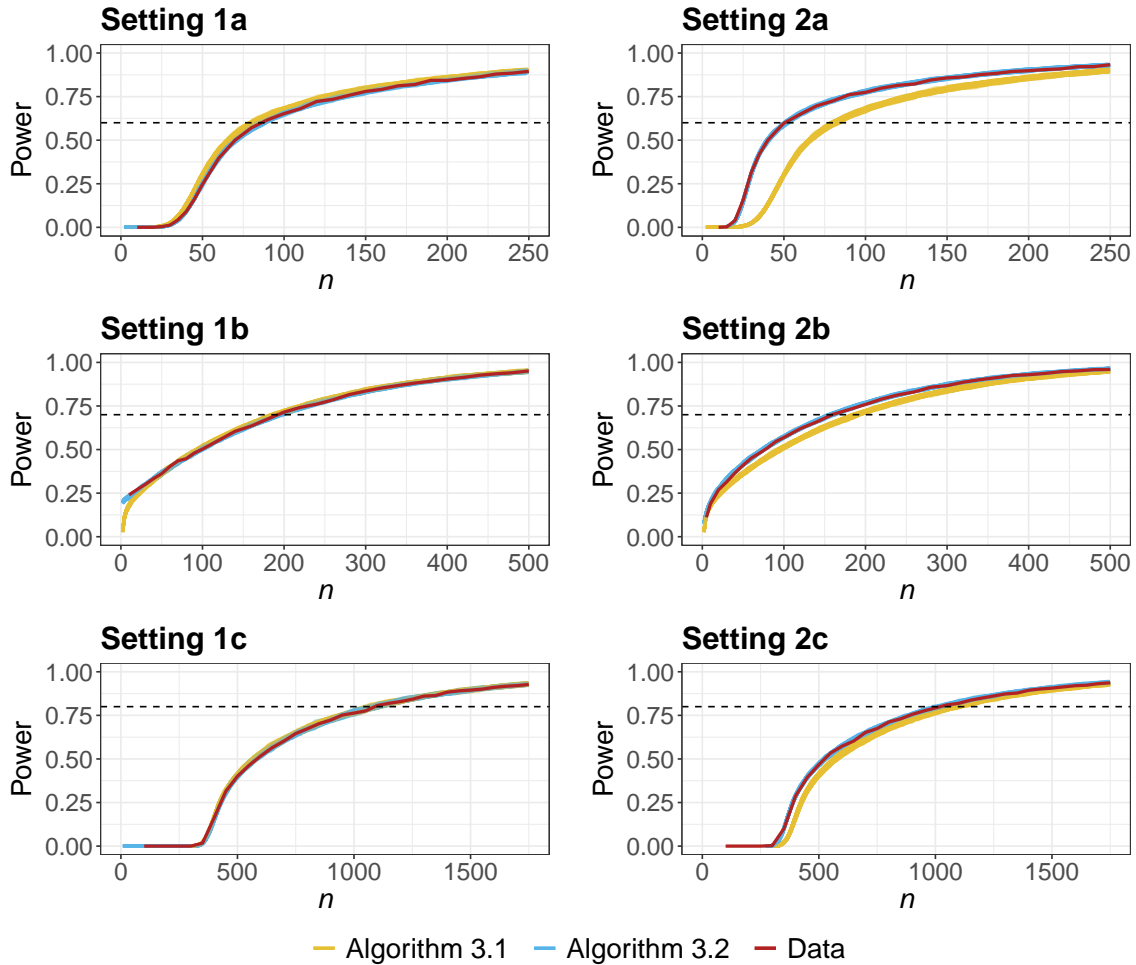 Setting 1a
Setting 2a
Power
1.00
0.75
0.50
0.25
0.00
0 50 100 150 200 250
n
Power
1.00
0.75
0.50
0.25
0.00
0 50 100 150 200 250
n
Setting 1b
Setting 2b
Power
1.00
0.75
0.50
0.25
0.00
0 100 200 300 400 500
n
Power
1.00
0.75
0.50
0.25
0.00
0 100 200 300 400 500
n
Setting 1c
Setting 2c
Power
1.00
0.75
0.50
0.25
0.00
0 500 1000 1500
n
Power
1.00
0.75
0.50
0.25
0.00
0 500 1000 1500
n
Algorithm 3.1 Algorithm 3.2 Data